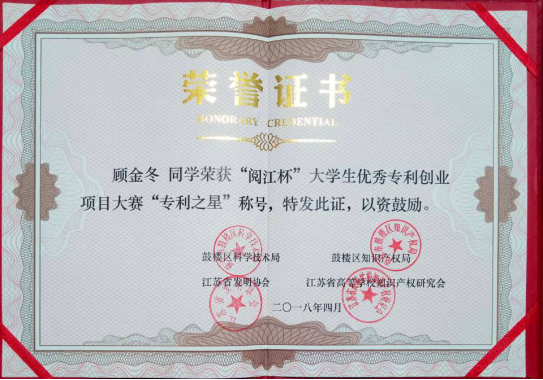 荣誉证书
HONORARY CREDENTIAL
顾金冬 同学荣获“阅江杯”大学生优秀专利创业
项目大赛“专利之星”称号,特发此证,以资鼓励。
鼓楼区科学技术局 鼓楼区知识产权局
江苏省发明协会 江苏省高等学校知识产权研究会
二〇一八年四月